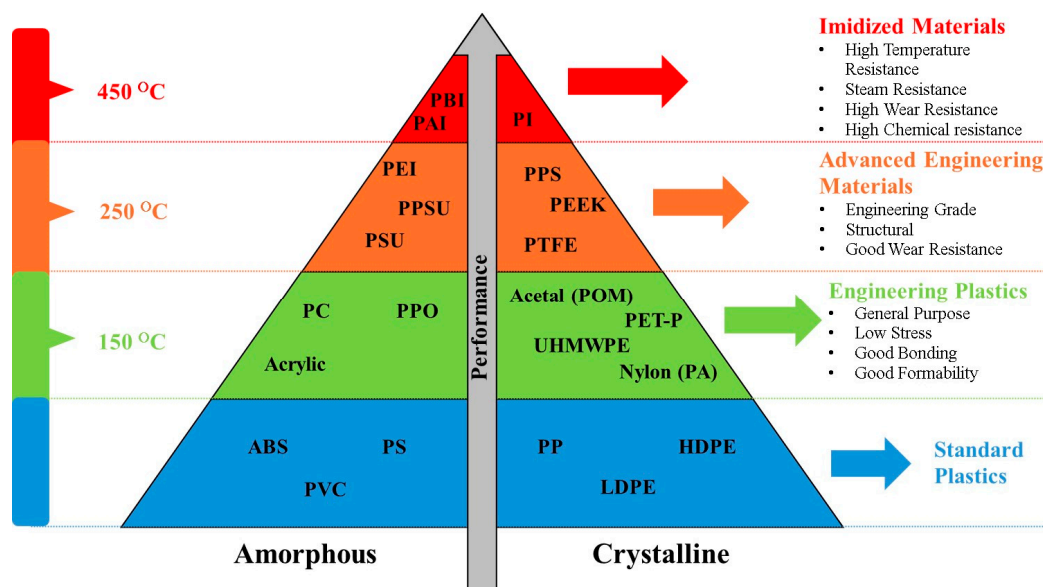 450 °C
250 °C
150 °C
PBI
PAI
PI
PEI
PPSU
PSU
PPS
PEEK
PTFE
PC
PPO
Acrylic
Acetal (POM)
PET-P
UHMWPE
Nylon (PA)
ABS
PS
PVC
PP
HDPE
LDPE
Performance
Amorphous
Crystalline
Imidized Materials
• High Temperature
Resistance
• Steam Resistance
• High Wear Resistance
• High Chemical resistance
Advanced Engineering
Materials
• Engineering Grade
• Structural
• Good Wear Resistance
Engineering Plastics
• General Purpose
• Low Stress
• Good Bonding
• Good Formability
Standard
Plastics